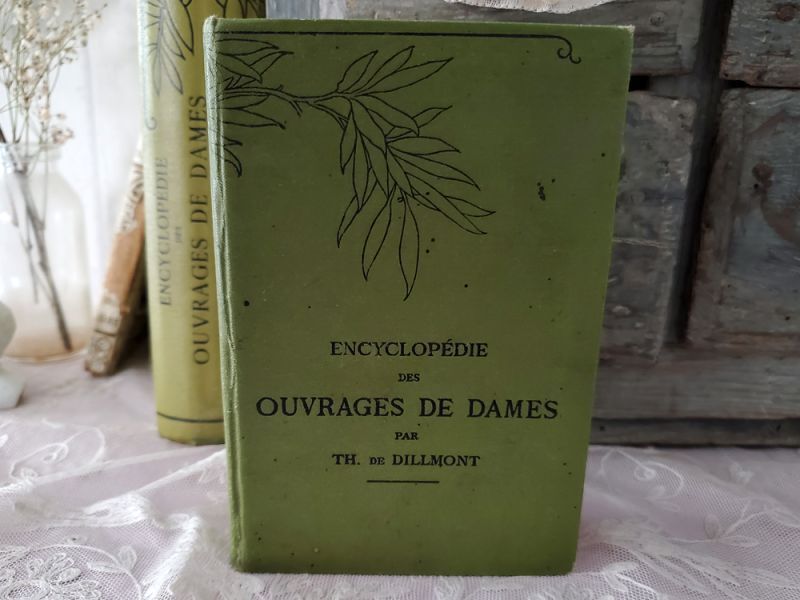 ENCYCLOPÉDIE
DES
OUVRAGES DE DAMES
PAR
TH. DE DILLMONT
ENCYCLOPÉDIE
DES
OUVRAGES DE DAMES